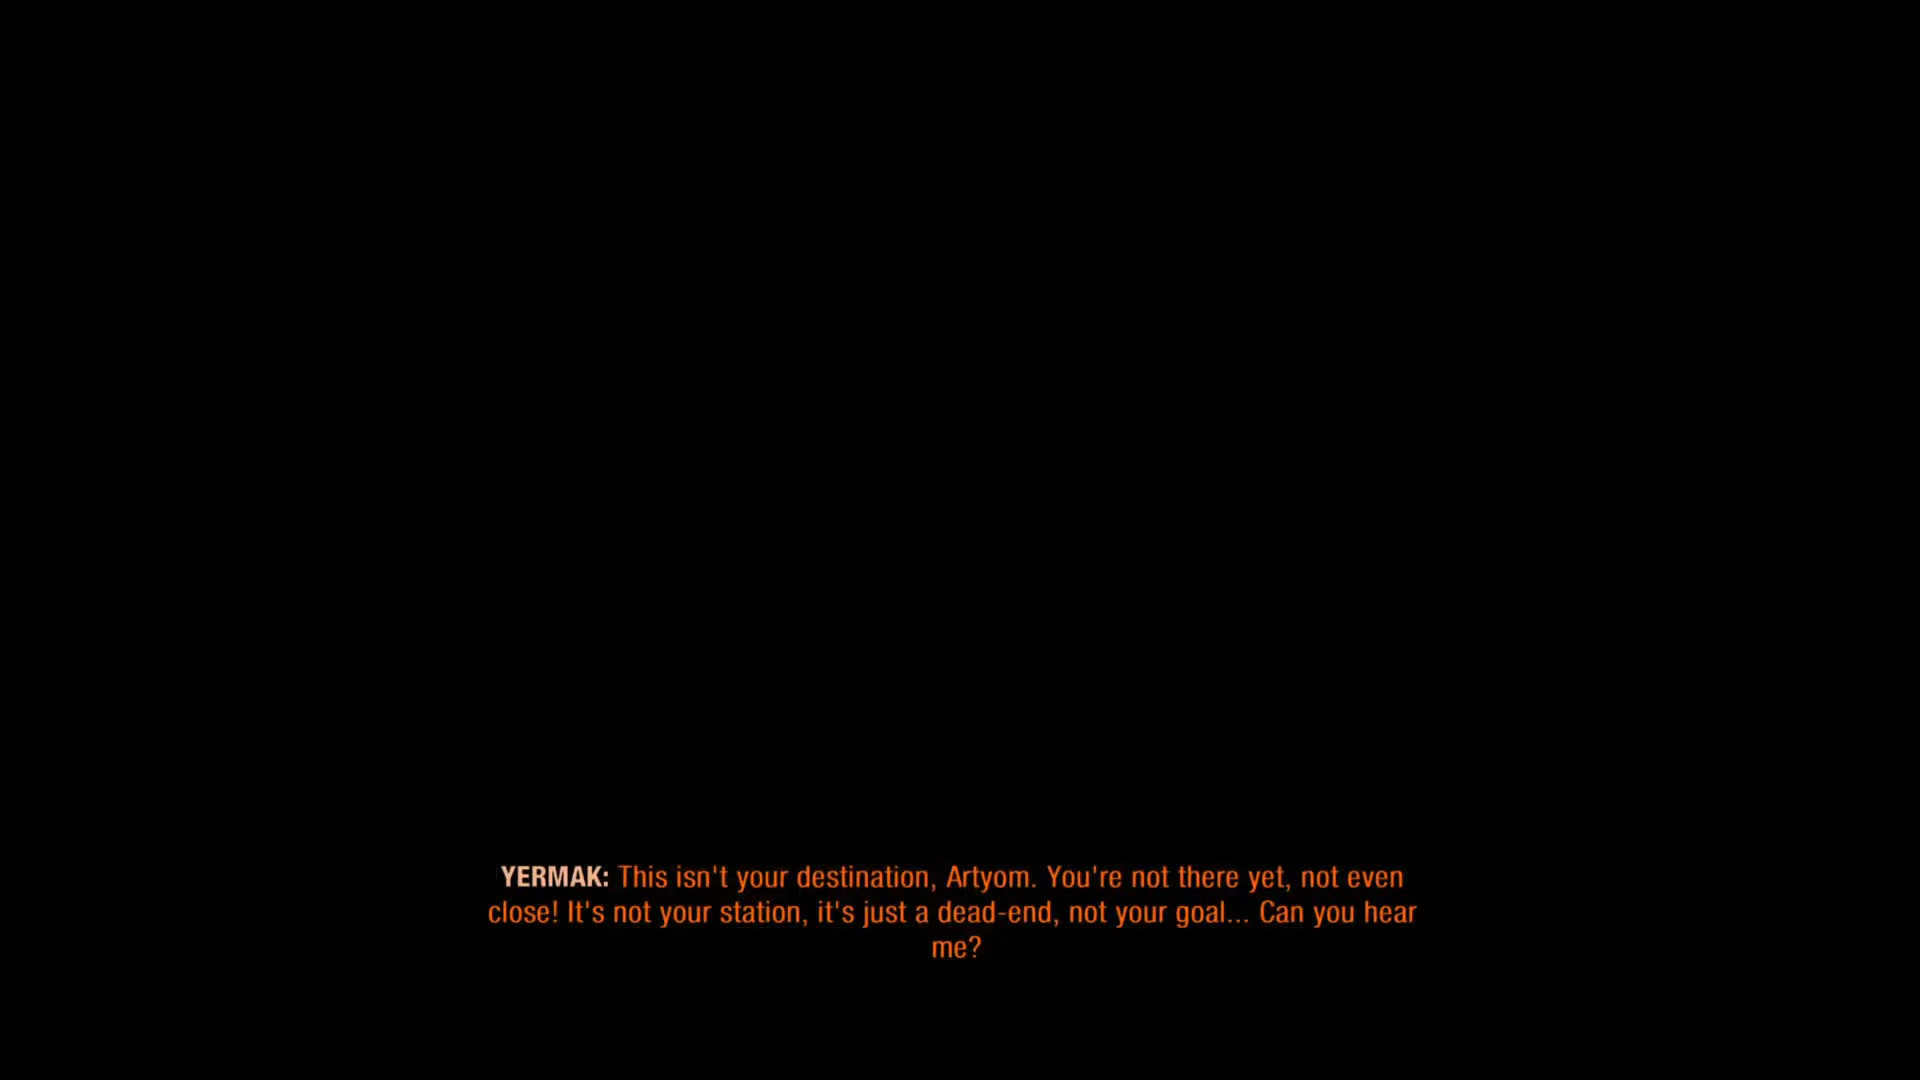 YERMAK: This isn't your destination, Artyom. You're not there yet, not even
close! It's not your station, it's just a dead-end, not your goal... Can you hear
me?